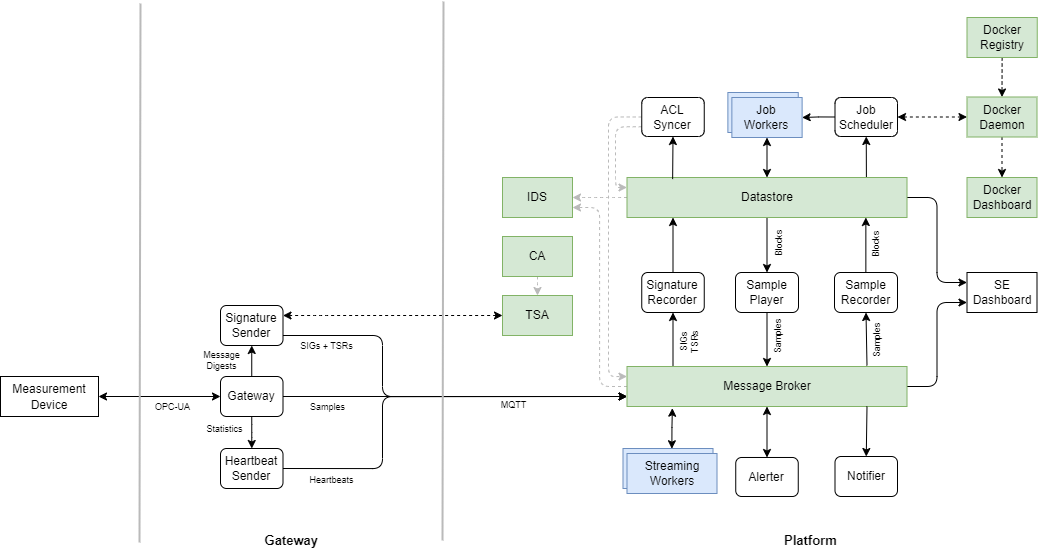 Docker
Registry
ACL
Syncer
Job
Workers
Job
Scheduler
Docker
Daemon
IDS
Datastore
Docker
Dashboard
CA
Blocks
Blocks
TSA
Signature
Recorder
Sample
Player
Sample
Recorder
SE
Dashboard
Signature
Sender
SIGs + TSRs
SIGs
TSRs
Samples
Samples
Message
Digests
Measurement
Device
OPC-UA
Gateway
Samples
MQTT
Message Broker
Statistics
Heartbeat
Sender
Heartbeats
Streaming
Workers
Alerter
Notifier
Gateway
Platform